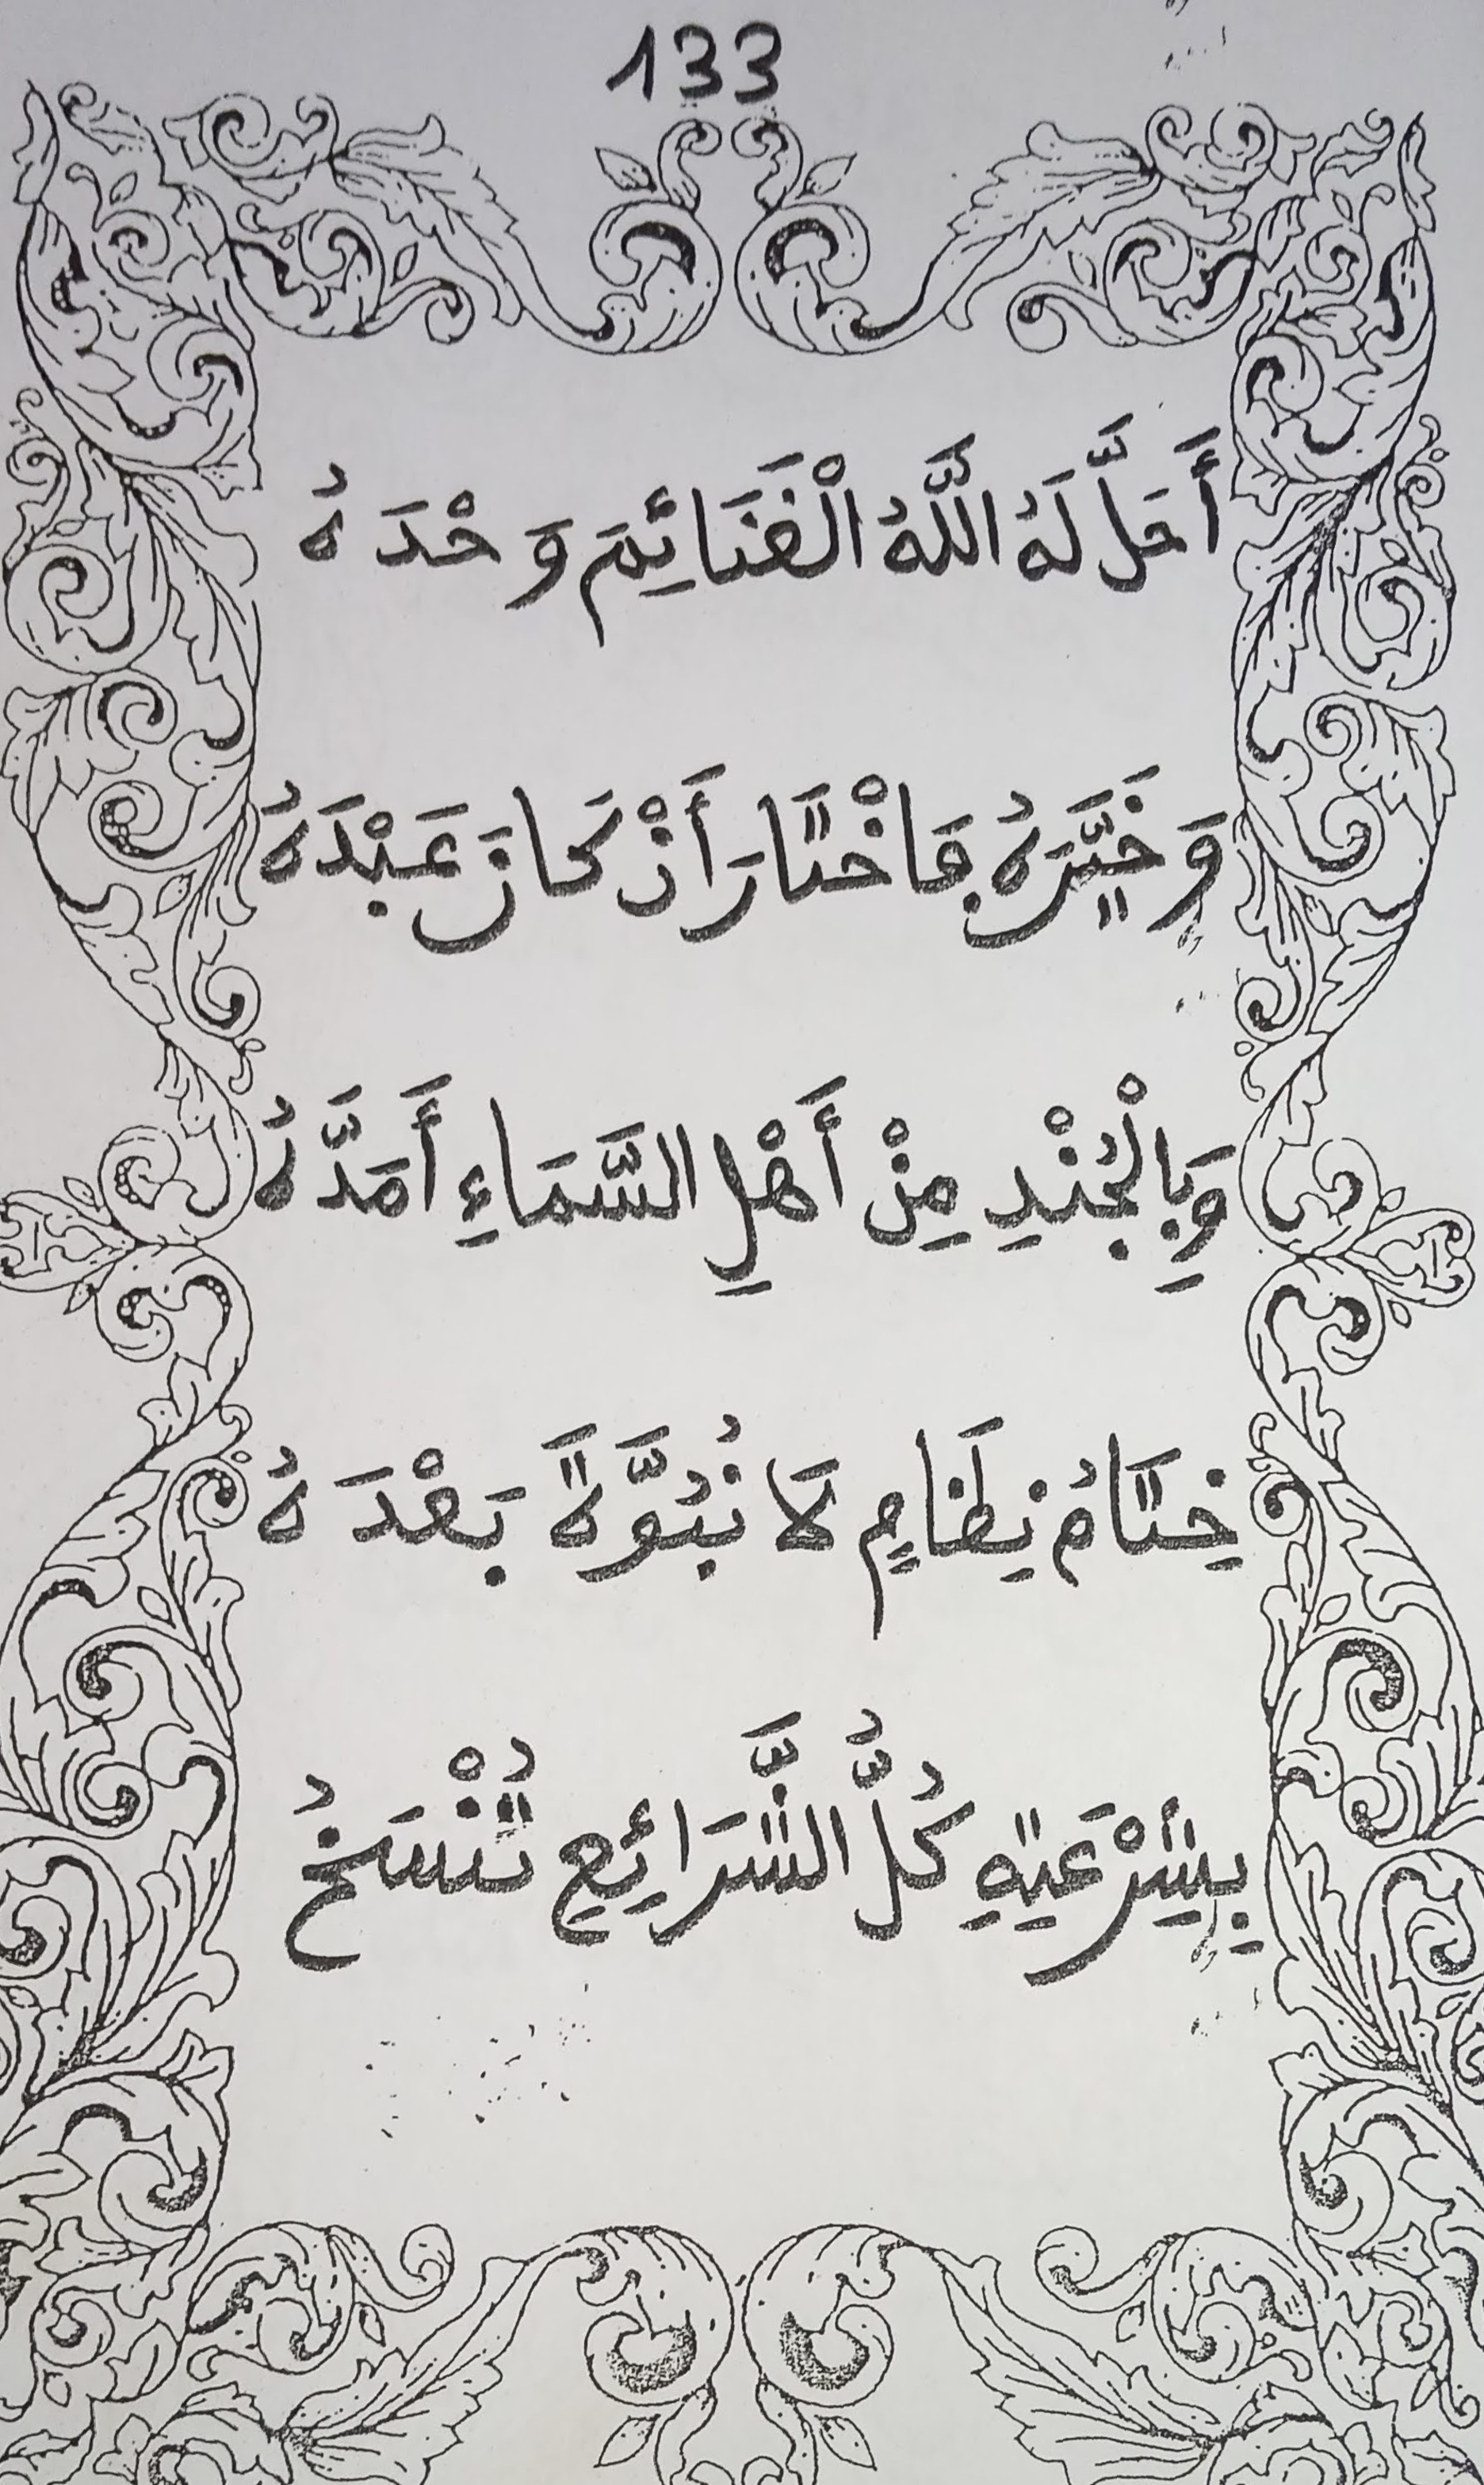 133
أَحَلَّ لَهُ اللَّهُ الْغَنَائِمَ وَحْدَهُ
وَخَيَّرَهُ فَاخْتَارَ أَنْ كَانَ عَبْدَهُ
وَبِالْجُنْدِ مِنْ أَهْلِ السَّمَاءِ أَمَدَّهُ
خِتَامُ نِظَامٍ لَا نُبُوَّةَ بَعْدَهُ
بِشِرْعَتِهِ كُلُّ الشَّرَائِعِ تُنْسَخُ